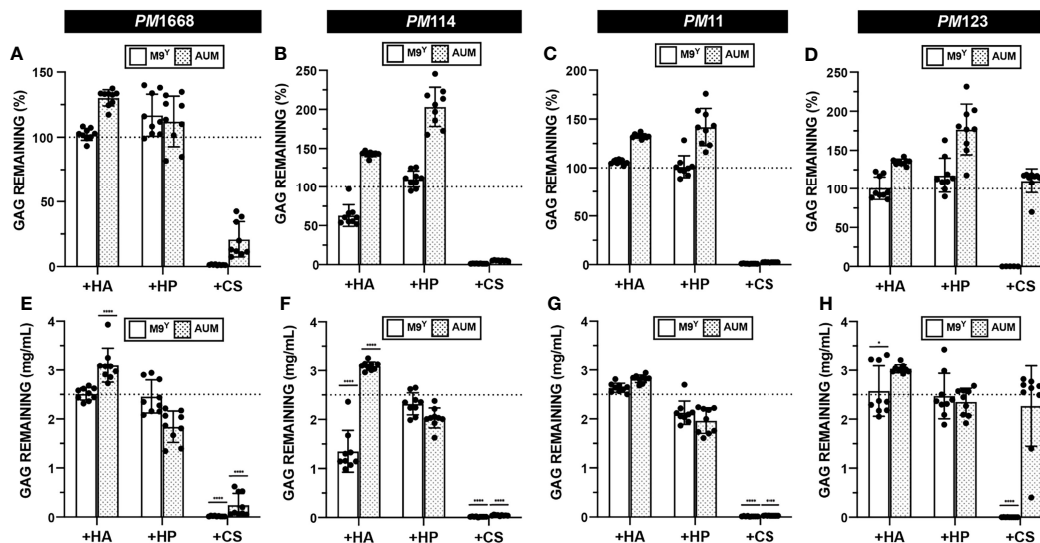 PM1668
PM114
PM11
PM123
A
M9Y AUM
GAG REMAINING (%)
150
100
50
0
+HA +HP +CS
B
M9Y AUM
GAG REMAINING (%)
250
200
150
100
50
0
+HA +HP +CS
C
M9Y AUM
GAG REMAINING (%)
200
150
100
50
0
+HA +HP +CS
D
M9Y AUM
GAG REMAINING (%)
250
200
150
100
50
0
+HA +HP +CS
E
M9Y AUM
GAG REMAINING (mg/mL)
4
3
2
1
0
**** **** ****
+HA +HP +CS
F
M9Y AUM
GAG REMAINING (mg/mL)
4
3
2
1
0
**** **** **** ****
+HA +HP +CS
G
M9Y AUM
GAG REMAINING (mg/mL)
4
3
2
1
0
**** ****
+HA +HP +CS
H
M9Y AUM
GAG REMAINING (mg/mL)
4
3
2
1
0
* ****
+HA +HP +CS